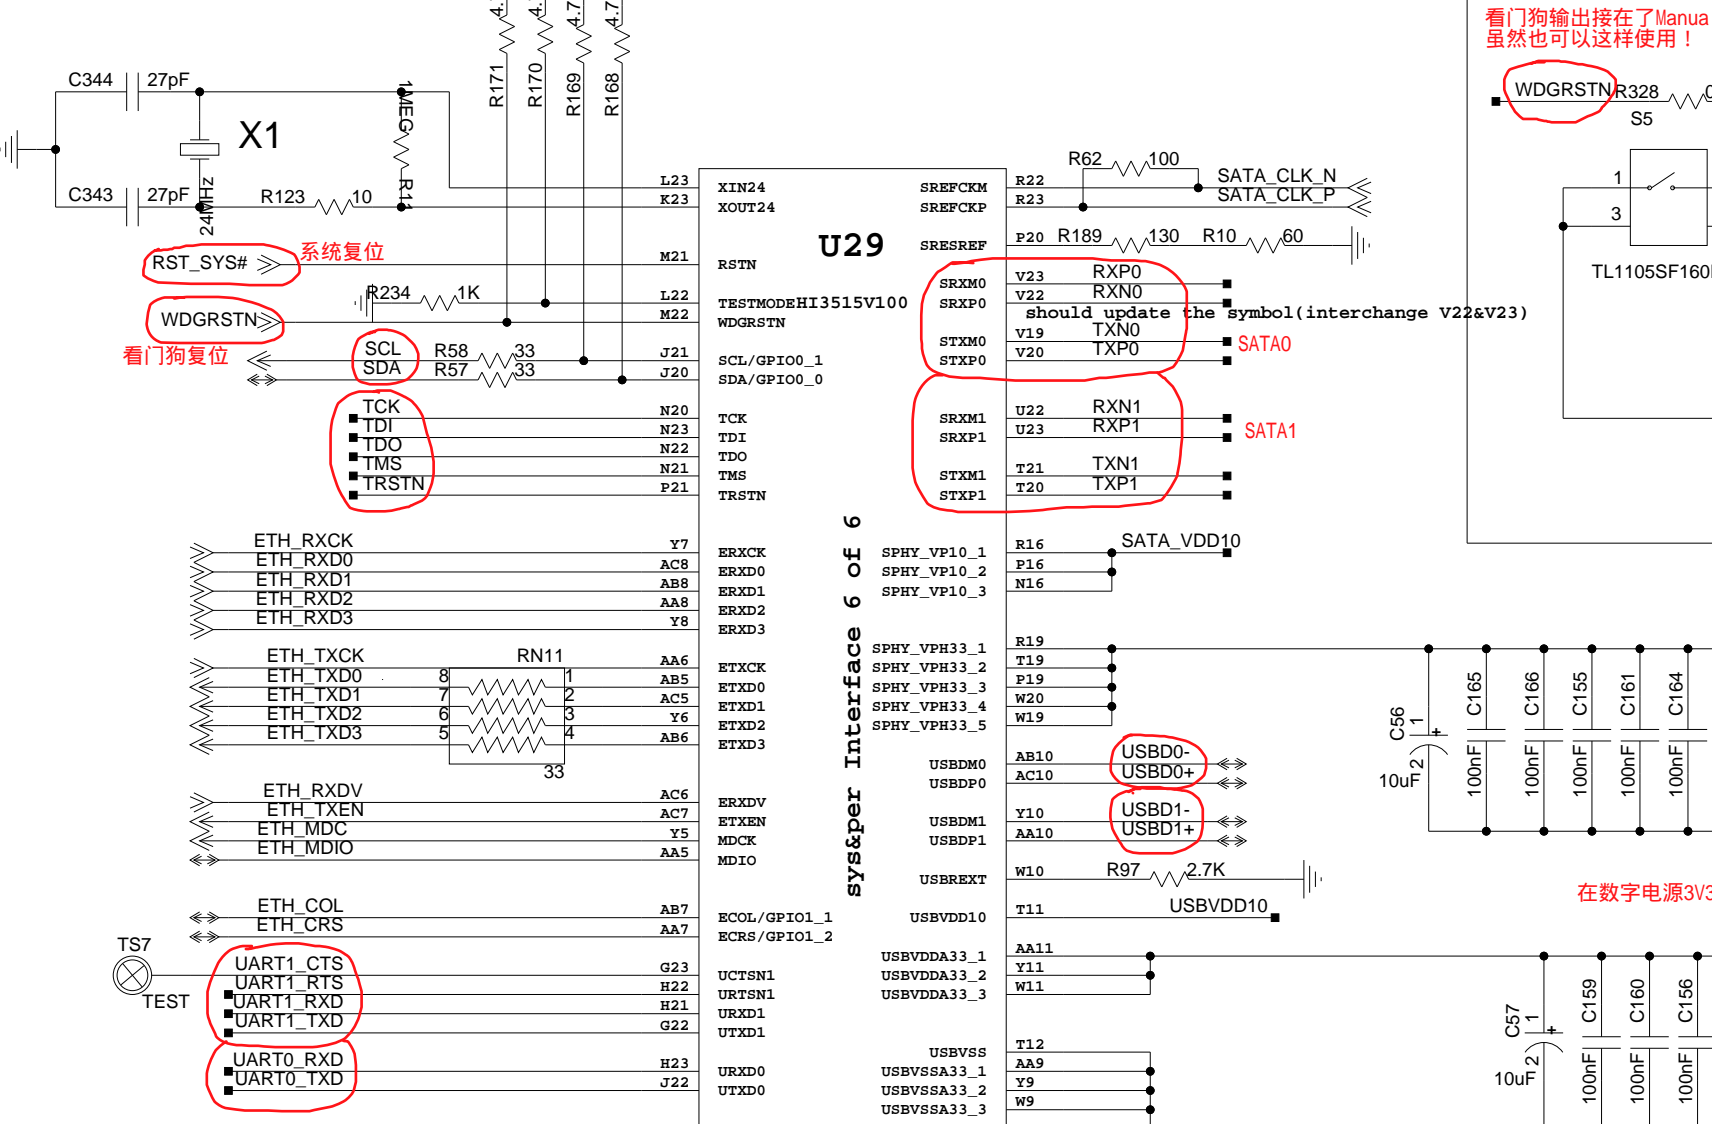 看门狗输出接在了Manua
虽然也可以这样使用！
WDGRSTN
R328
S5
1
3
R171
R170
R169
R168
C344
27pF
1MEG
X1
C343
27pF
24MHz
R123
10
L23
XIN24
K23
XOUT24
U29
RST_SYS#
系统复位
M21
RSTN
R234
1K
L22
TESTMODE
HI3515V100
WDGRSTN
M22
WDGRSTN
看门狗复位
SCL
R58
33
J21
SCL/GPIO0_1
SDA
R57
33
J20
SDA/GPIO0_0
TCK
N20
TCK
TDI
N23
TDI
TDO
N22
TDO
TMS
N21
TMS
TRSTN
P21
TRSTN
ETH_RXCK
Y7
ERXCK
ETH_RXD0
AC8
ERXD0
ETH_RXD1
AB8
ERXD1
ETH_RXD2
AA8
ERXD2
ETH_RXD3
Y8
ERXD3
ETH_TXCK
RN11
AA6
ETXCK
ETH_TXD0
8
1
AB5
ETXD0
ETH_TXD1
7
2
AC5
ETXD1
ETH_TXD2
6
3
Y6
ETXD2
ETH_TXD3
5
4
AB6
ETXD3
33
ETH_RXDV
AC6
ERXDV
ETH_TXEN
AC7
ETXEN
ETH_MDC
Y5
MDCK
ETH_MDIO
AA5
MDIO
ETH_COL
AB7
ECOL/GPIO1_1
ETH_CRS
AA7
ECRS/GPIO1_2
TS7
TEST
UART1_CTS
G23
UCTSN1
UART1_RTS
H22
URTSN1
UART1_RXD
H21
URXD1
UART1_TXD
G22
UTXD1
UART0_RXD
H23
URXD0
UART0_TXD
J22
UTXD0
sys&per Interface 6 of 6
R62
100
SREFCKM
R22
SATA_CLK_N
SREFCKP
R23
SATA_CLK_P
SRESREF
P20
R189
130
R10
60
SRXM0
V23
RXP0
SRXP0
V22
RXN0
should update the symbol(interchange V22&V23)
STXM0
V19
TXN0
STXP0
V20
TXP0
SATA0
SRXM1
U22
RXN1
SRXP1
U23
RXP1
SATA1
STXM1
T21
TXN1
STXP1
T20
TXP1
SPHY_VP10_1
R16
SATA_VDD10
SPHY_VP10_2
P16
SPHY_VP10_3
N16
SPHY_VPH33_1
R19
SPHY_VPH33_2
T19
SPHY_VPH33_3
P19
SPHY_VPH33_4
W20
SPHY_VPH33_5
W19
USBDM0
AB10
USBD0-
USBDP0
AC10
USBD0+
USBDM1
Y10
USBD1-
USBDP1
AA10
USBD1+
USBREXT
W10
R97
2.7K
USBVDD10
T11
USBVDD10
USBVDDA33_1
AA11
USBVDDA33_2
Y11
USBVDDA33_3
W11
USBVSS
T12
USBVSSA33_1
AA9
USBVSSA33_2
Y9
USBVSSA33_3
W9
C56
1
+
2
10uF
C165
100nF
C166
100nF
C155
100nF
C161
100nF
C164
100nF
在数字电源3V3
C57
1
+
2
10uF
C159
100nF
C160
100nF
C156
100nF